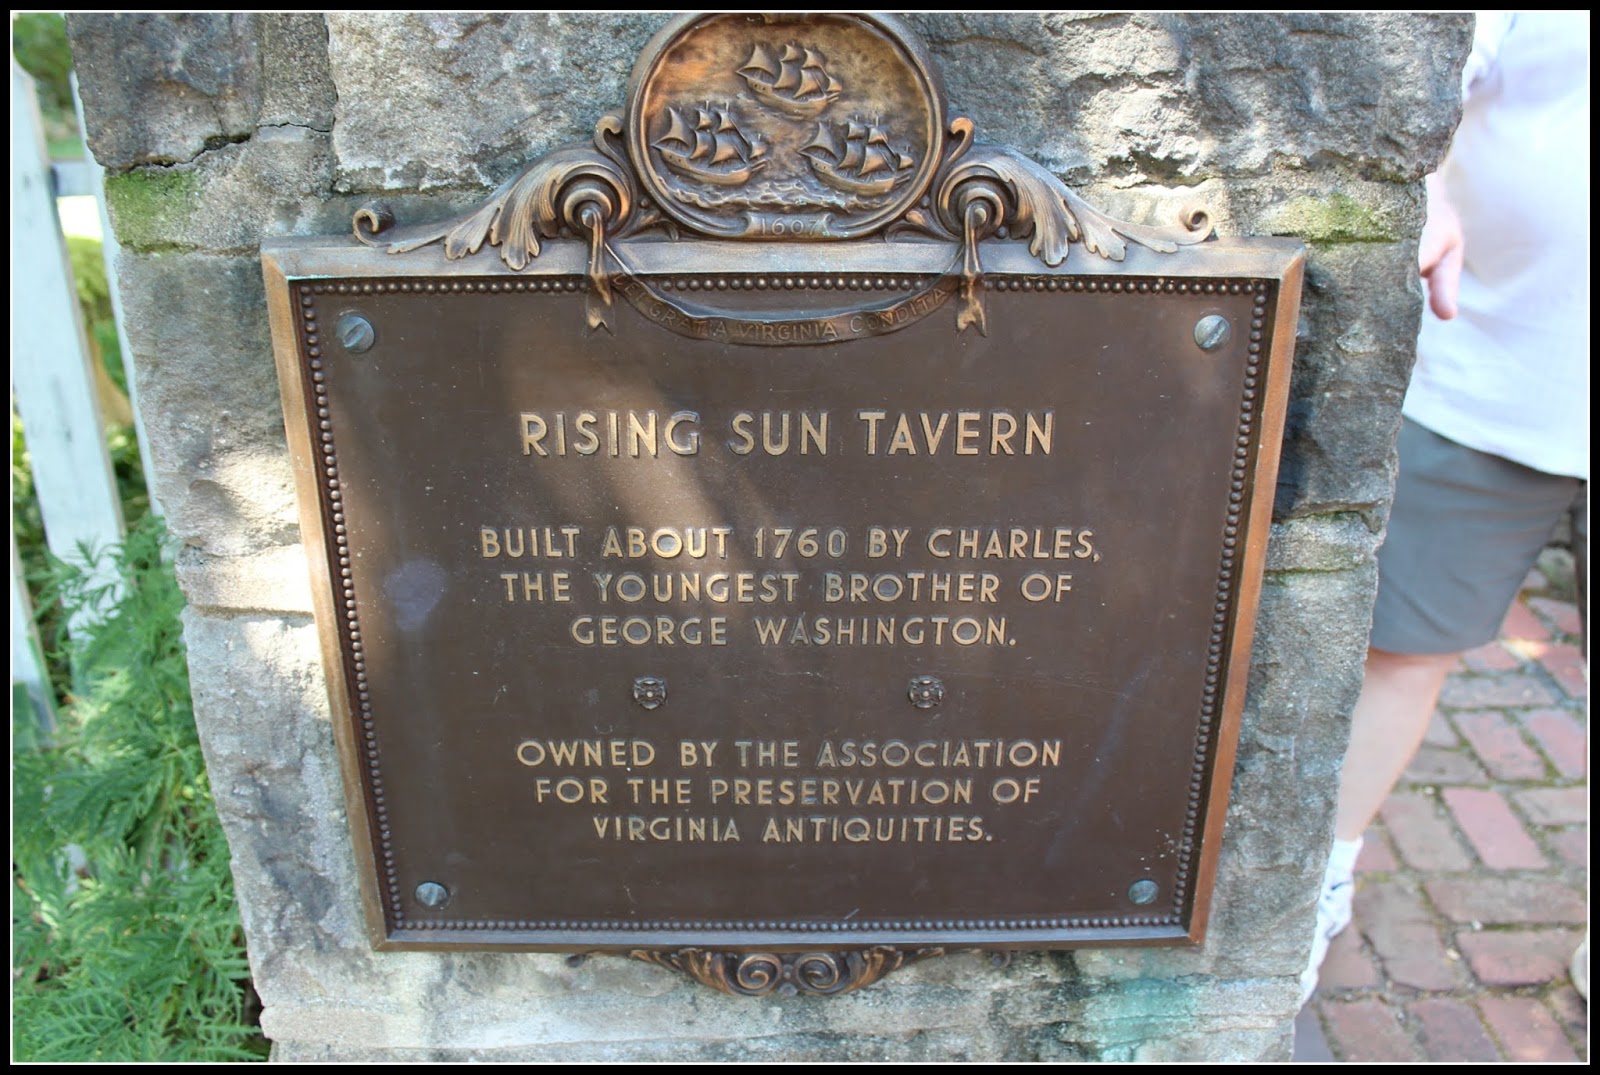 1607
DEI GRATIA VIRGINIA CONDITA
RISING SUN TAVERN
BUILT ABOUT 1760 BY CHARLES,
THE YOUNGEST BROTHER OF
GEORGE WASHINGTON.
OWNED BY THE ASSOCIATION
FOR THE PRESERVATION OF
VIRGINIA ANTIQUITIES.